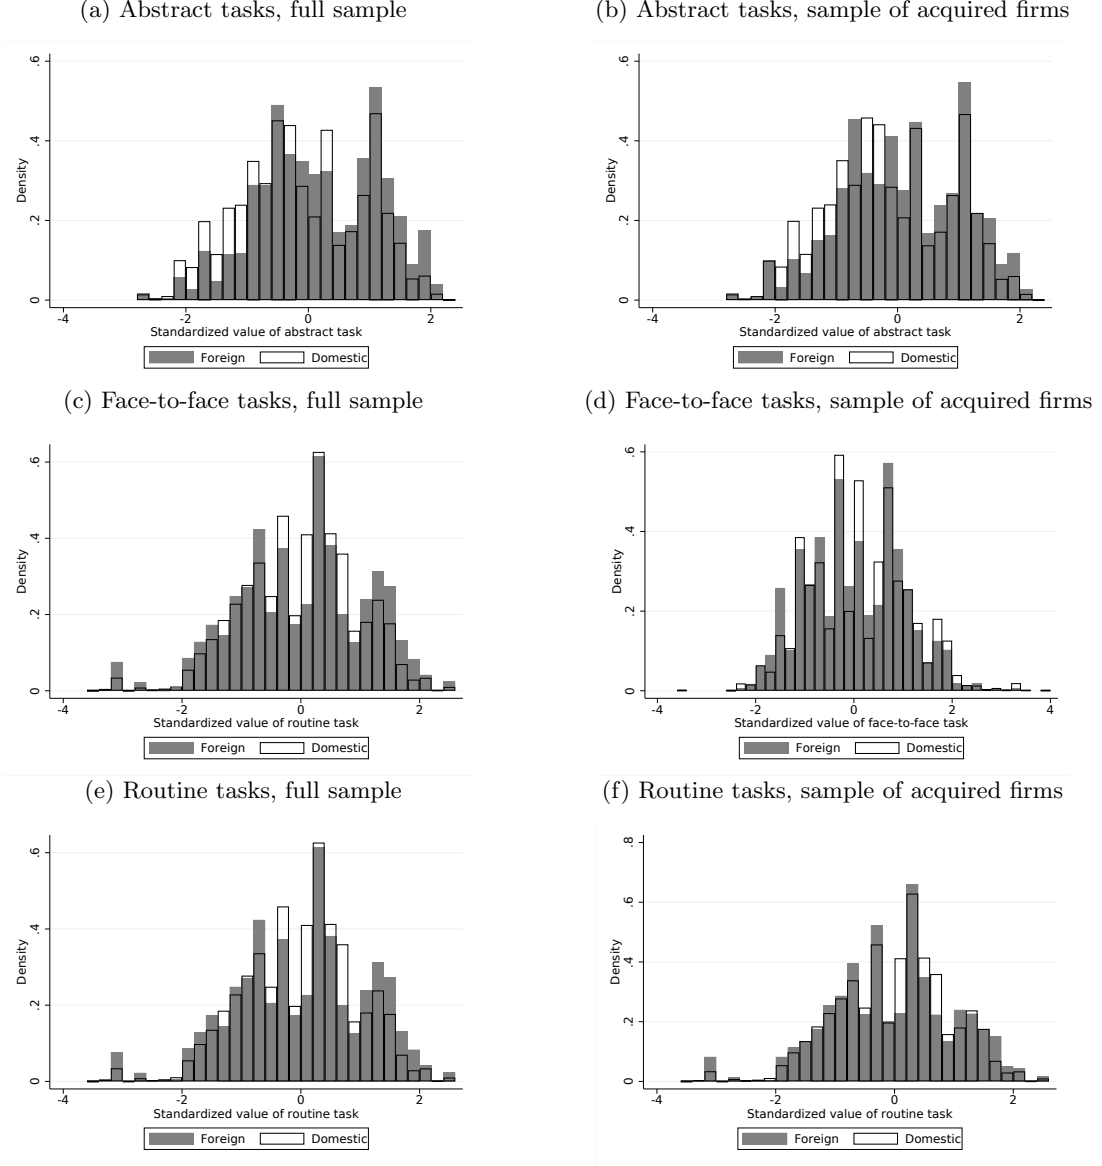 (a) Abstract tasks, full sample
(b) Abstract tasks, sample of acquired firms
.6
.4
.2
0
Density
-4
-2
0
2
Standardized value of abstract task
Foreign
Domestic
.6
.4
.2
0
Density
-4
-2
0
2
Standardized value of abstract task
Foreign
Domestic
(c) Face-to-face tasks, full sample
(d) Face-to-face tasks, sample of acquired firms
.6
.4
.2
0
Density
-4
-2
0
2
Standardized value of routine task
Foreign
Domestic
.6
.4
.2
0
Density
-4
-2
0
2
4
Standardized value of face-to-face task
Foreign
Domestic
(e) Routine tasks, full sample
(f) Routine tasks, sample of acquired firms
.6
.4
.2
0
Density
-4
-2
0
2
Standardized value of routine task
Foreign
Domestic
.8
.6
.4
.2
0
Density
-4
-2
0
2
Standardized value of routine task
Foreign
Domestic